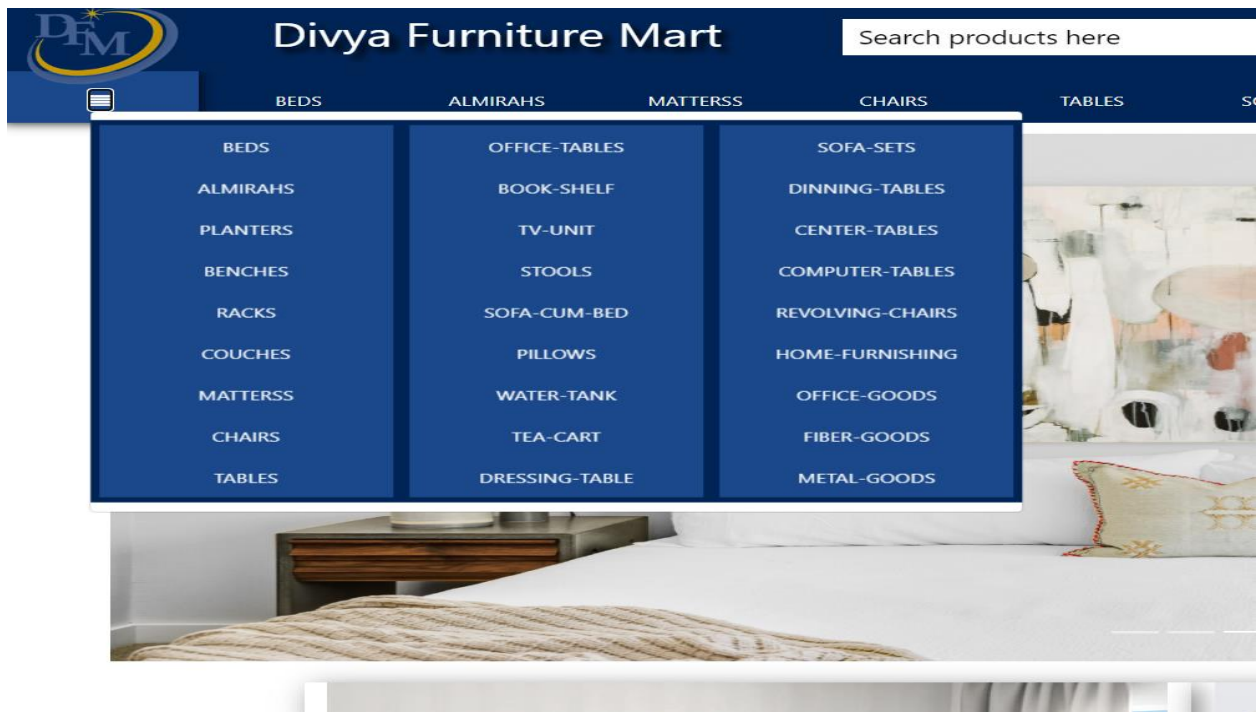 DFM
Divya Furniture Mart
Search products here
BEDS ALMIRAHS MATTERSS CHAIRS TABLES
BEDS OFFICE-TABLES SOFA-SETS
ALMIRAHS BOOK-SHELF DINNING-TABLES
PLANTERS TV-UNIT CENTER-TABLES
BENCHES STOOLS COMPUTER-TABLES
RACKS SOFA-CUM-BED REVOLVING-CHAIRS
COUCHES PILLOWS HOME-FURNISHING
MATTERSS WATER-TANK OFFICE-GOODS
CHAIRS TEA-CART FIBER-GOODS
TABLES DRESSING-TABLE METAL-GOODS